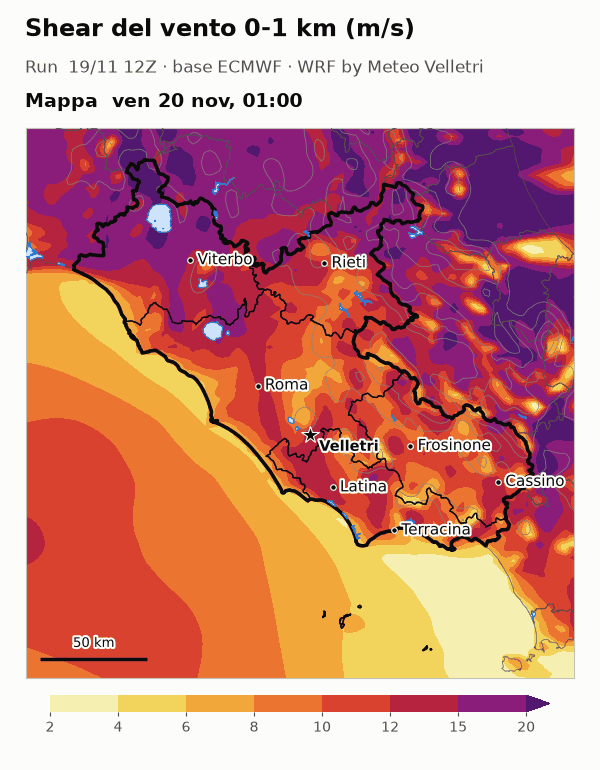 Shear del vento 0-1 km (m/s)
Run  19/11 12Z · base ECMWF · WRF by Meteo Velletri
Mappa  ven 20 nov, 01:00
Viterbo
Rieti
Roma
Velletri
Frosinone
Cassino
Latina
Terracina
50 km
2 4 6 8 10 12 15 20